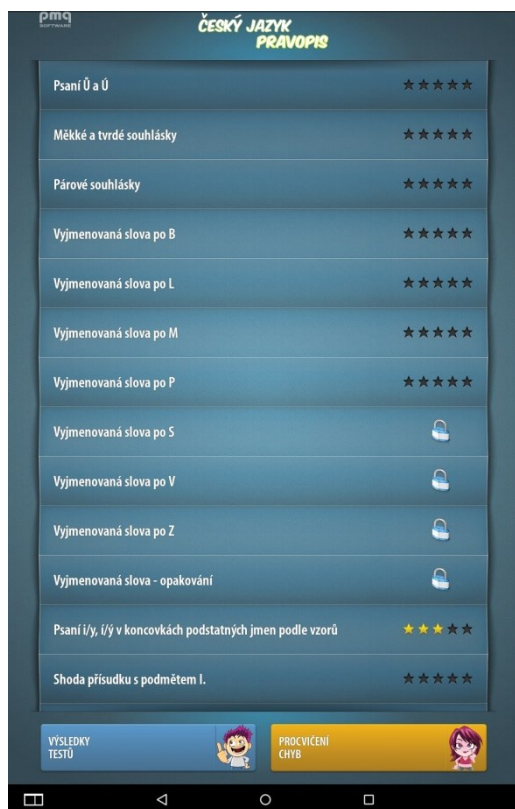 pmq
SOFTWARE
ČESKÝ JAZYK
PRAVOPIS
Psaní Ů a Ú
Měkké a tvrdé souhlásky
Párové souhlásky
Vyjmenovaná slova po B
Vyjmenovaná slova po L
Vyjmenovaná slova po M
Vyjmenovaná slova po P
Vyjmenovaná slova po S
Vyjmenovaná slova po V
Vyjmenovaná slova po Z
Vyjmenovaná slova - opakování
Psaní i/y, í/ý v koncovkách podstatných jmen podle vzorů
Shoda přísudku s podmětem I.
VÝSLEDKY
TESTŮ
PROCVIČENÍ
CHYB